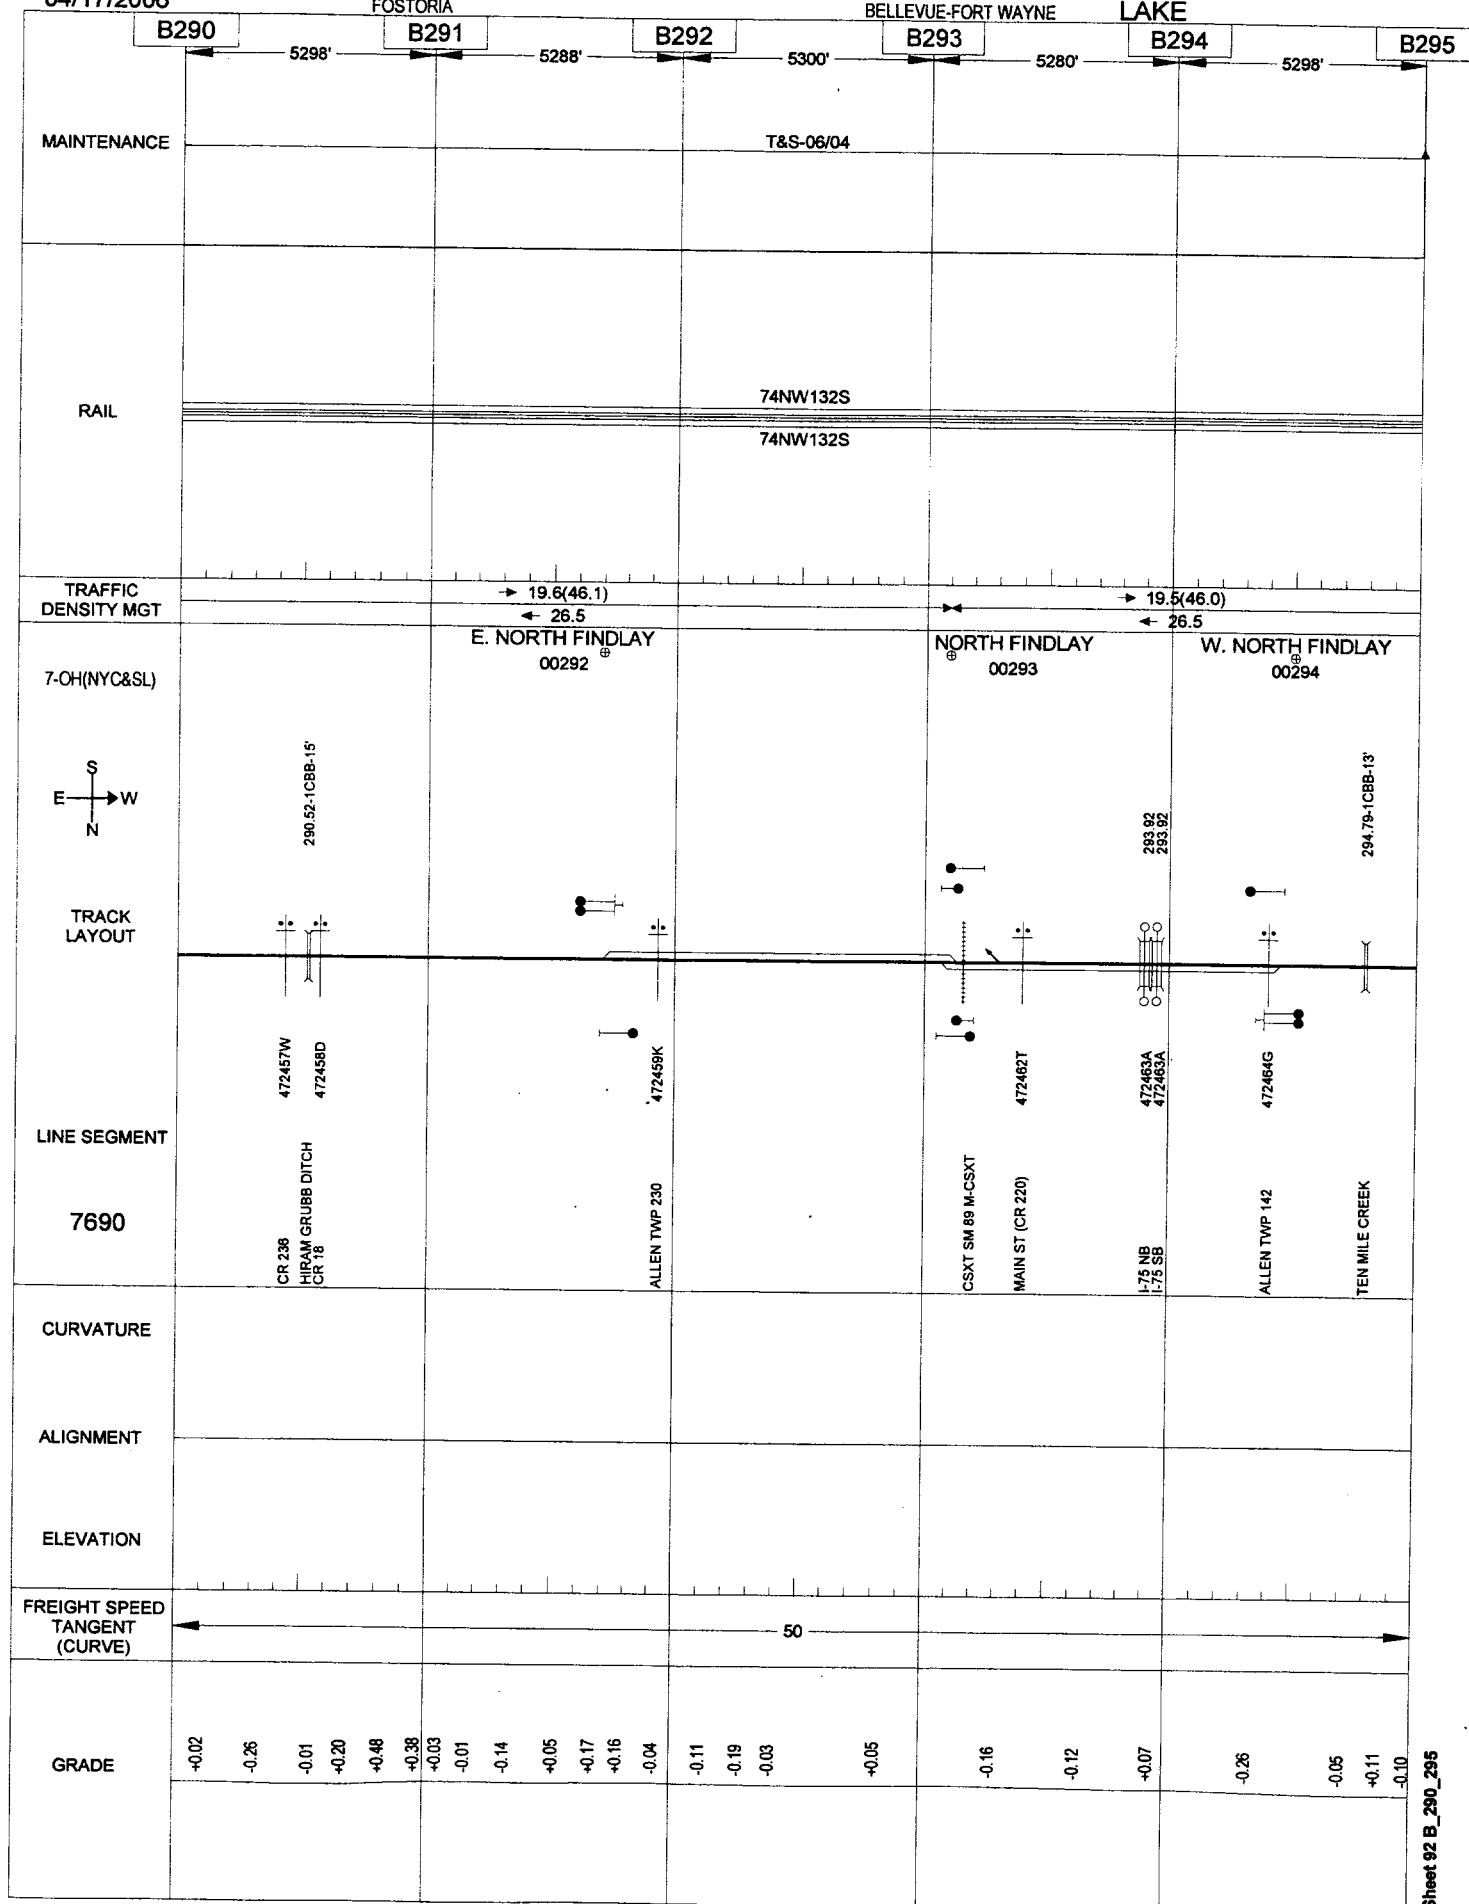 FOSTORIA
BELLEVUE-FORT WAYNE
LAKE
B290
B291
B292
B293
B294
B295
5298'
5288'
5300'
5280'
5298'
MAINTENANCE
T&S-06/04
RAIL
74NW132S
74NW132S
TRAFFIC
DENSITY MGT
19.6(46.1)
26.5
19.5(46.0)
26.5
7-OH(NYC&SL)
E. NORTH FINDLAY
00292
NORTH FINDLAY
00293
W. NORTH FINDLAY
00294
S
E W
N
290.52-1CBB-15'
293.92
293.92
294.79-1CBB-13'
TRACK
LAYOUT
472457W
472458D
472459K
472462T
472463A
472463A
472464G
LINE SEGMENT
7690
CR 236
HIRAM GRUBB DITCH
CR 18
ALLEN TWP 230
CSXT SM 89 M-CSXT
MAIN ST (CR 220)
I-75 NB
I-75 SB
ALLEN TWP 142
TEN MILE CREEK
CURVATURE
ALIGNMENT
ELEVATION
FREIGHT SPEED
TANGENT
(CURVE)
50
GRADE
+0.02
-0.26
-0.01
+0.20
+0.48
+0.38
+0.03
-0.01
-0.14
+0.05
+0.17
+0.16
-0.04
-0.11
-0.19
-0.03
+0.05
-0.16
-0.12
+0.07
-0.26
-0.05
+0.11
-0.10
Sheet 92 B_290_295